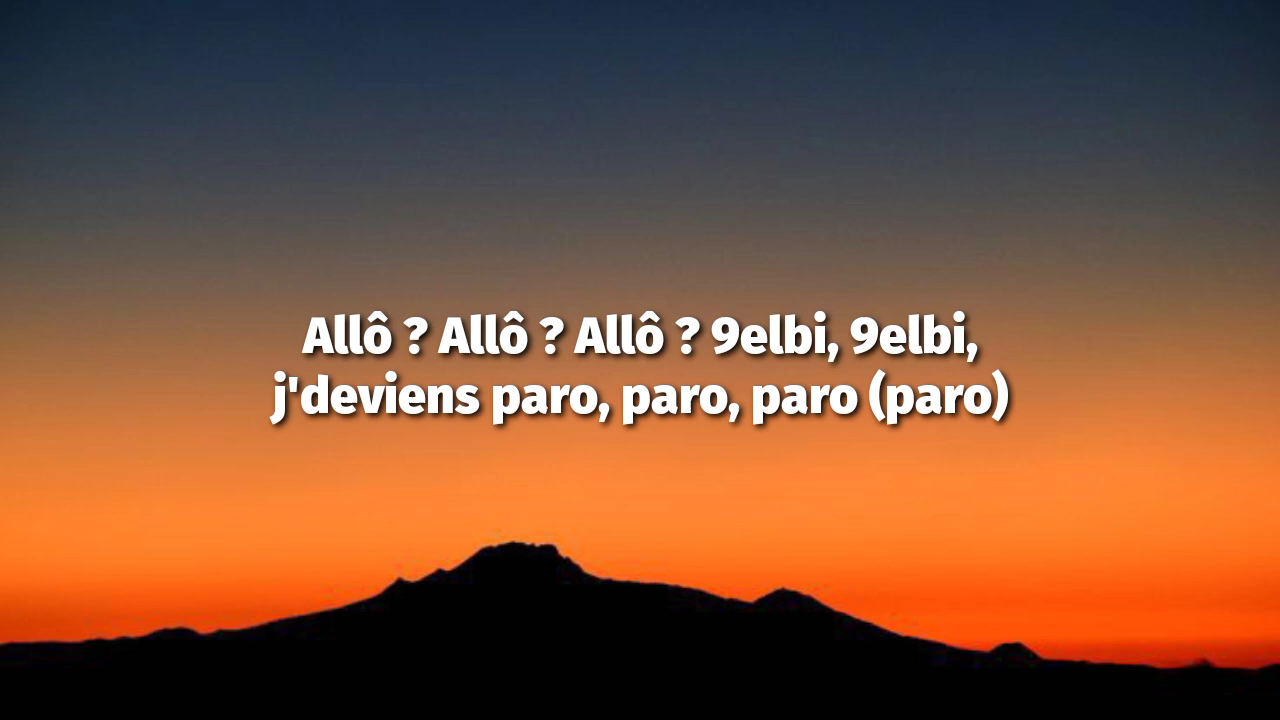 Allô ? Allô ? Allô ? 9elbi, 9elbi,
j'deviens paro, paro, paro (paro)